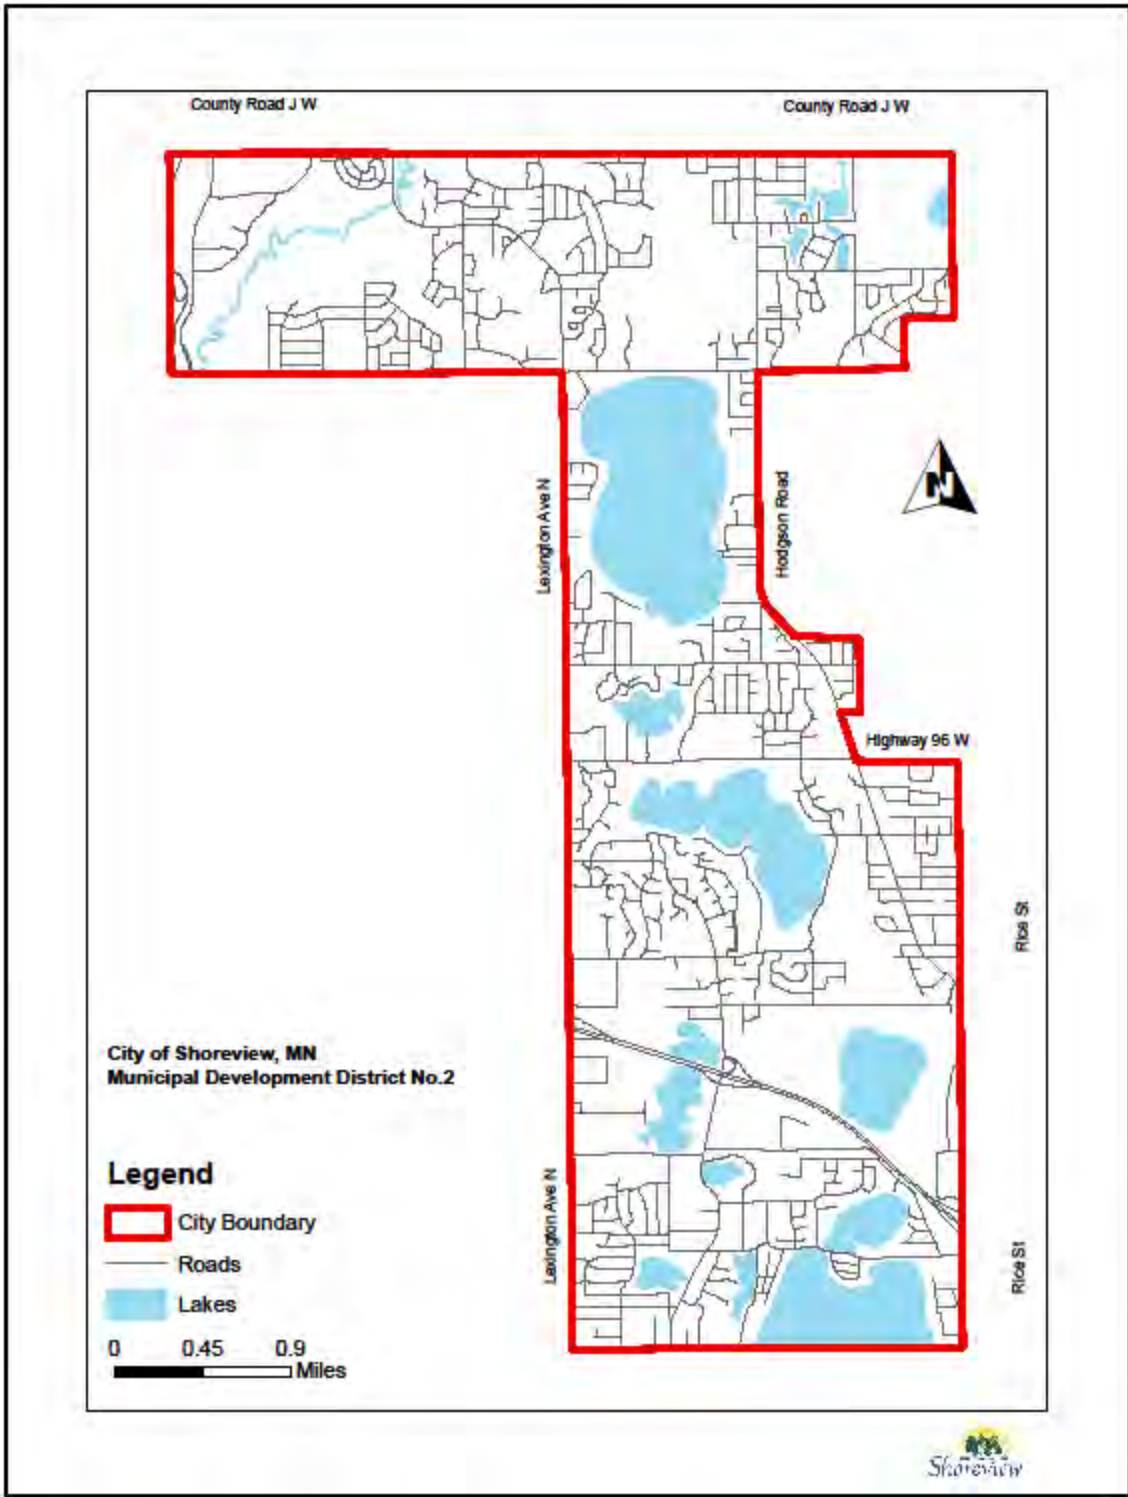 County Road J W
County Road J W
Lexington Ave N
Hodgson Road
N
Highway 96 W
Rice St
City of Shoreview, MN
Municipal Development District No.2
Legend
City Boundary
Roads
Lakes
0 0.45 0.9
Miles
Lexington Ave N
Rice St
Shoreview